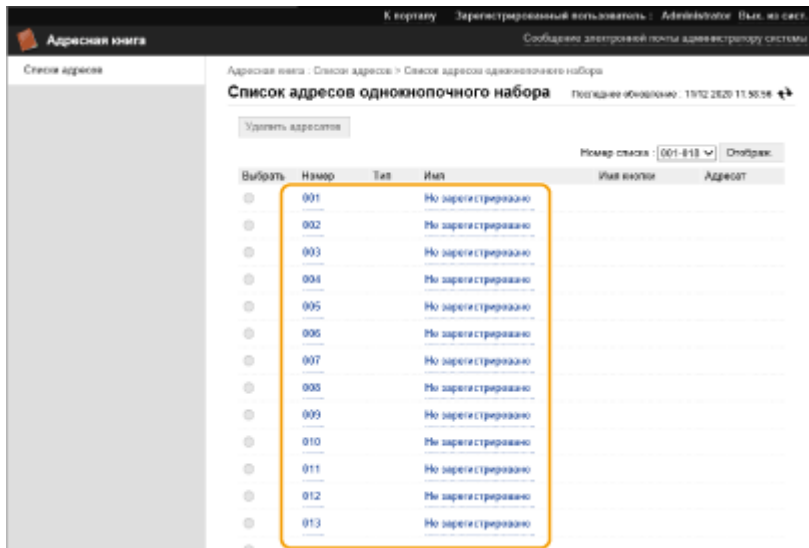 К порталу Зарегистрированный пользователь : Administrator Вых. из сист.
Адресная книга
Сообщение электронной почты администратору системы
Списки адресов
Адресная книга : Списки адресов > Список адресов однокнопочного набора
Список адресов однокнопочного набора
Последнее обновление : 11/12 2020 11:58:56
Удалить адресатов
Номер списка : 001-018 Отображ.
Выбрать Номер Тип Имя Имя кнопки Адресат
001 Не зарегистрировано
002 Не зарегистрировано
003 Не зарегистрировано
004 Не зарегистрировано
005 Не зарегистрировано
006 Не зарегистрировано
007 Не зарегистрировано
008 Не зарегистрировано
009 Не зарегистрировано
010 Не зарегистрировано
011 Не зарегистрировано
012 Не зарегистрировано
013 Не зарегистрировано